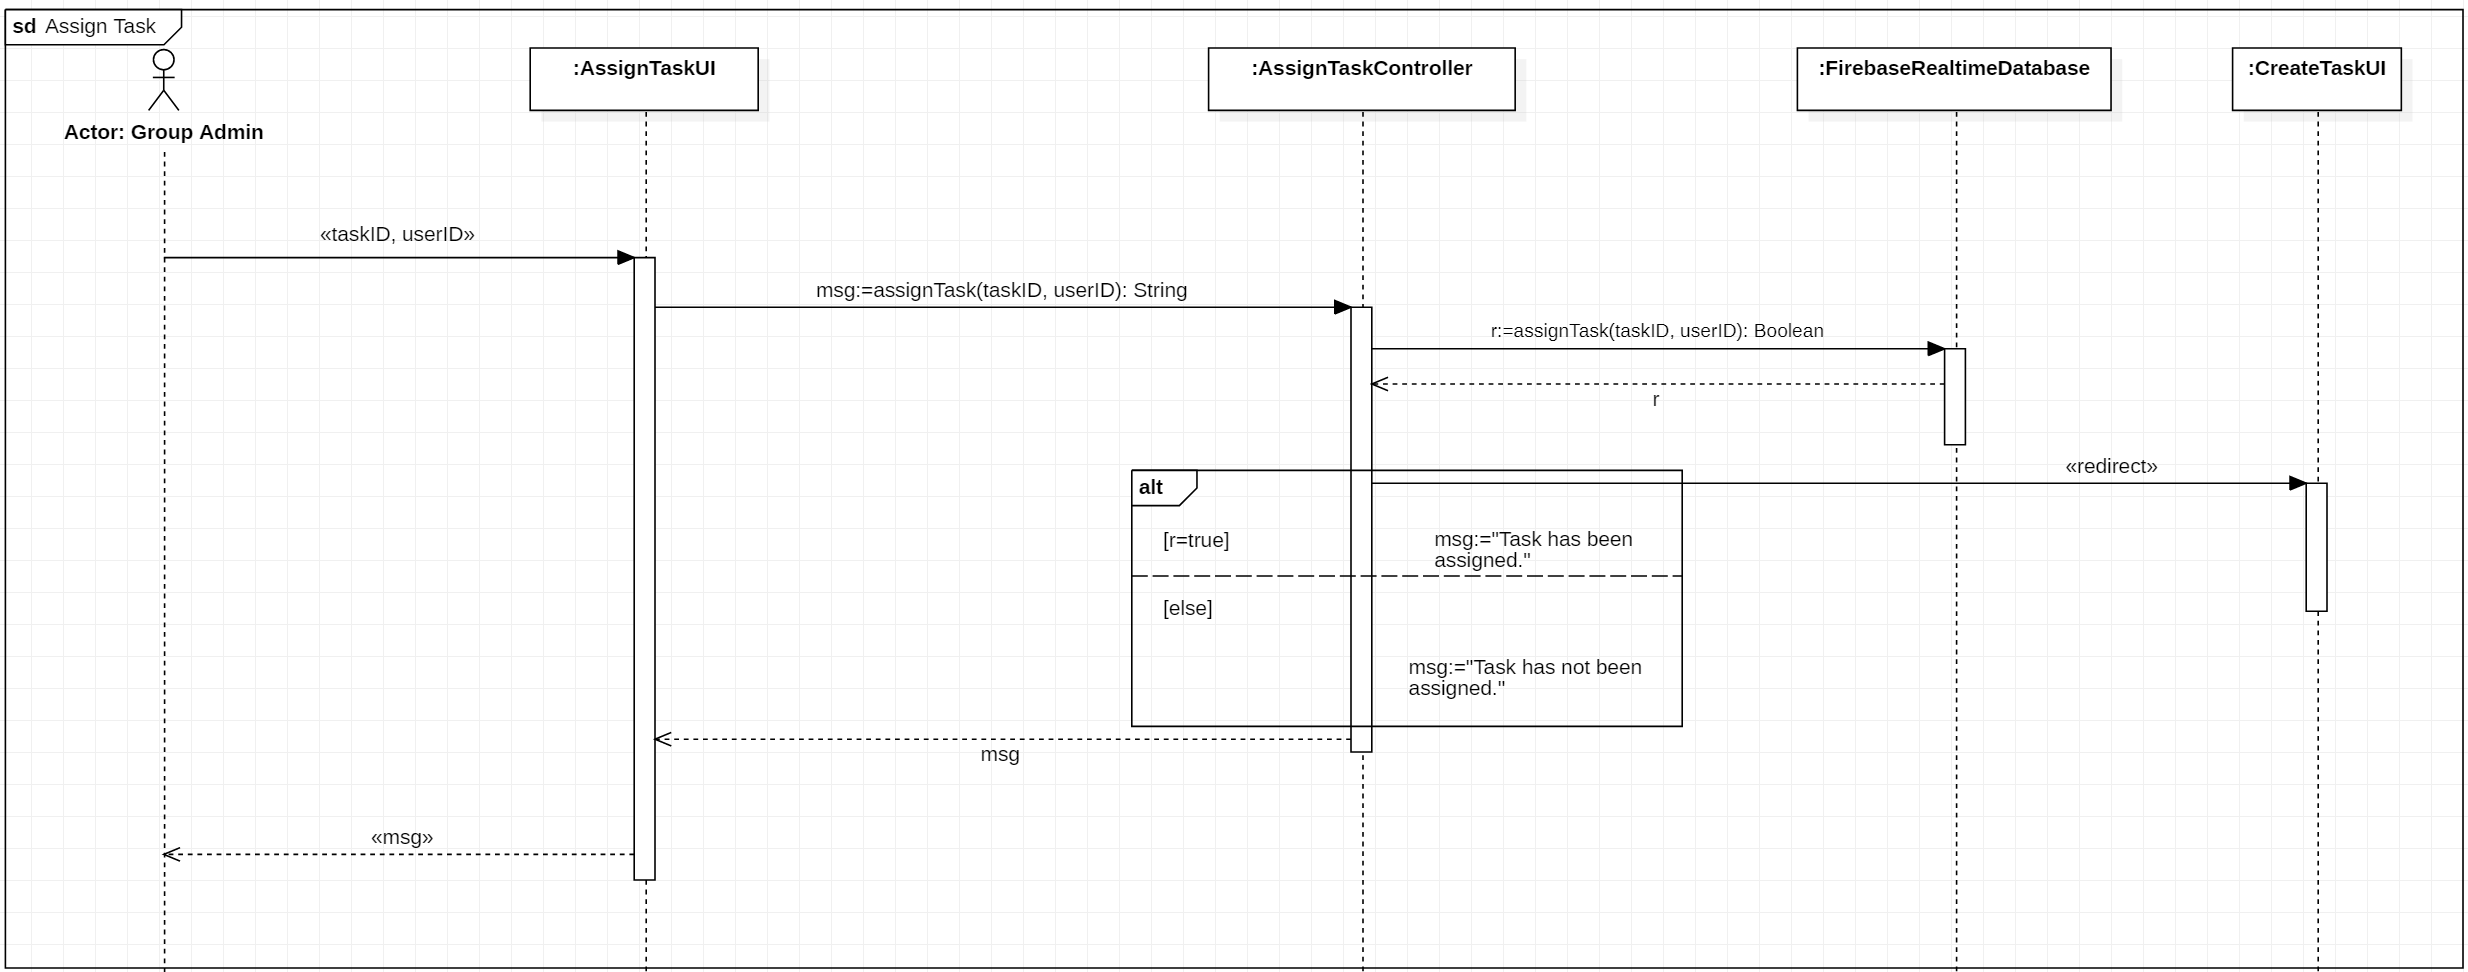 sd Assign Task
:AssignTaskUI
:AssignTaskController
:FirebaseRealtimeDatabase
:CreateTaskUI
Actor: Group Admin
«taskID, userID»
msg:=assignTask(taskID, userID): String
r:=assignTask(taskID, userID): Boolean
r
«redirect»
alt
[r=true]
msg:="Task has been
assigned."
[else]
msg:="Task has not been
assigned."
msg
«msg»